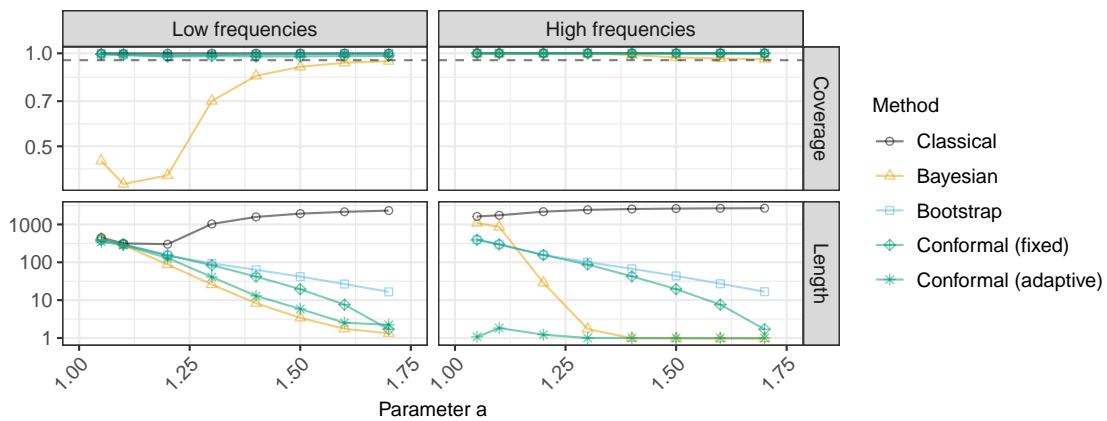 Low frequencies
High frequencies
1.0
0.7
0.5
Coverage
1000
100
10
1
Length
1.00
1.25
1.50
1.75
1.00
1.25
1.50
1.75
Parameter a
Method
Classical
Bayesian
Bootstrap
Conformal (fixed)
Conformal (adaptive)